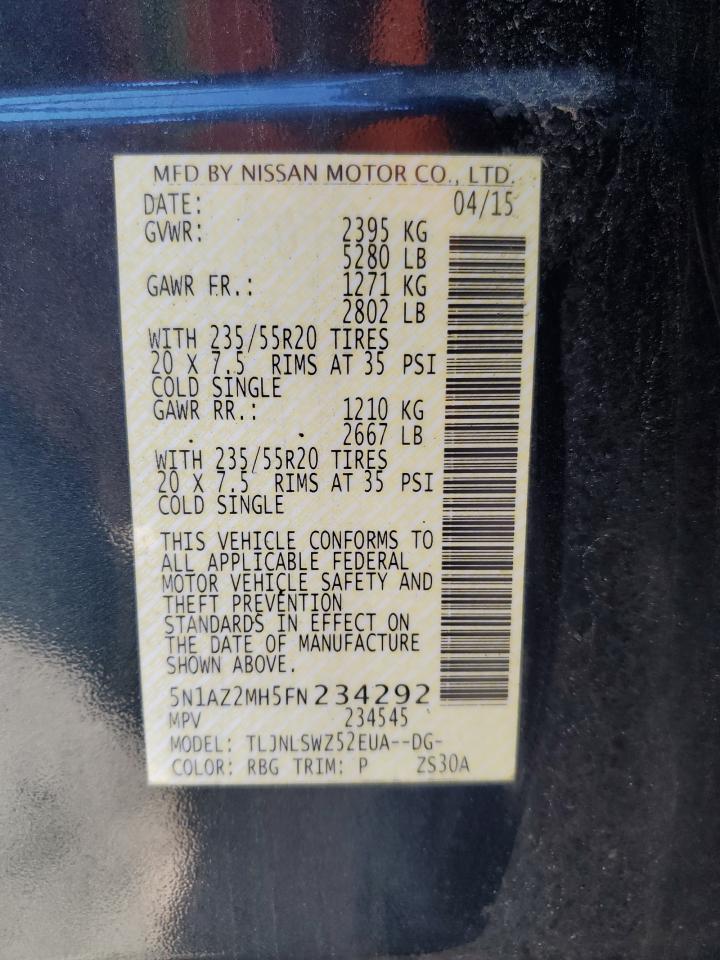 MFD BY NISSAN MOTOR CO., LTD.
DATE: 04/15
GVWR: 2395 KG
5280 LB
GAWR FR.: 1271 KG
2802 LB
WITH 235/55R20 TIRES
20 X 7.5 RIMS AT 35 PSI
COLD SINGLE
GAWR RR.: 1210 KG
2667 LB
WITH 235/55R20 TIRES
20 X 7.5 RIMS AT 35 PSI
COLD SINGLE
THIS VEHICLE CONFORMS TO
ALL APPLICABLE FEDERAL
MOTOR VEHICLE SAFETY AND
THEFT PREVENTION
STANDARDS IN EFFECT ON
THE DATE OF MANUFACTURE
SHOWN ABOVE.
5N1AZ2MH5FN234292
MPV 234545
MODEL: TLJNLSWZ52EUA--DG-
COLOR: RBG TRIM: P ZS30A